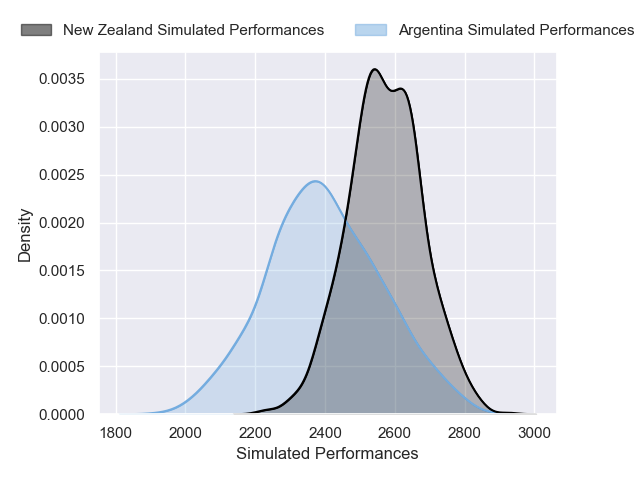 New Zealand Simulated Performances Argentina Simulated Performances
0.0035
0.0030
0.0025
0.0020
0.0015
0.0010
0.0005
0.0000
Density
1800 2000 2200 2400 2600 2800 3000
Simulated Performances